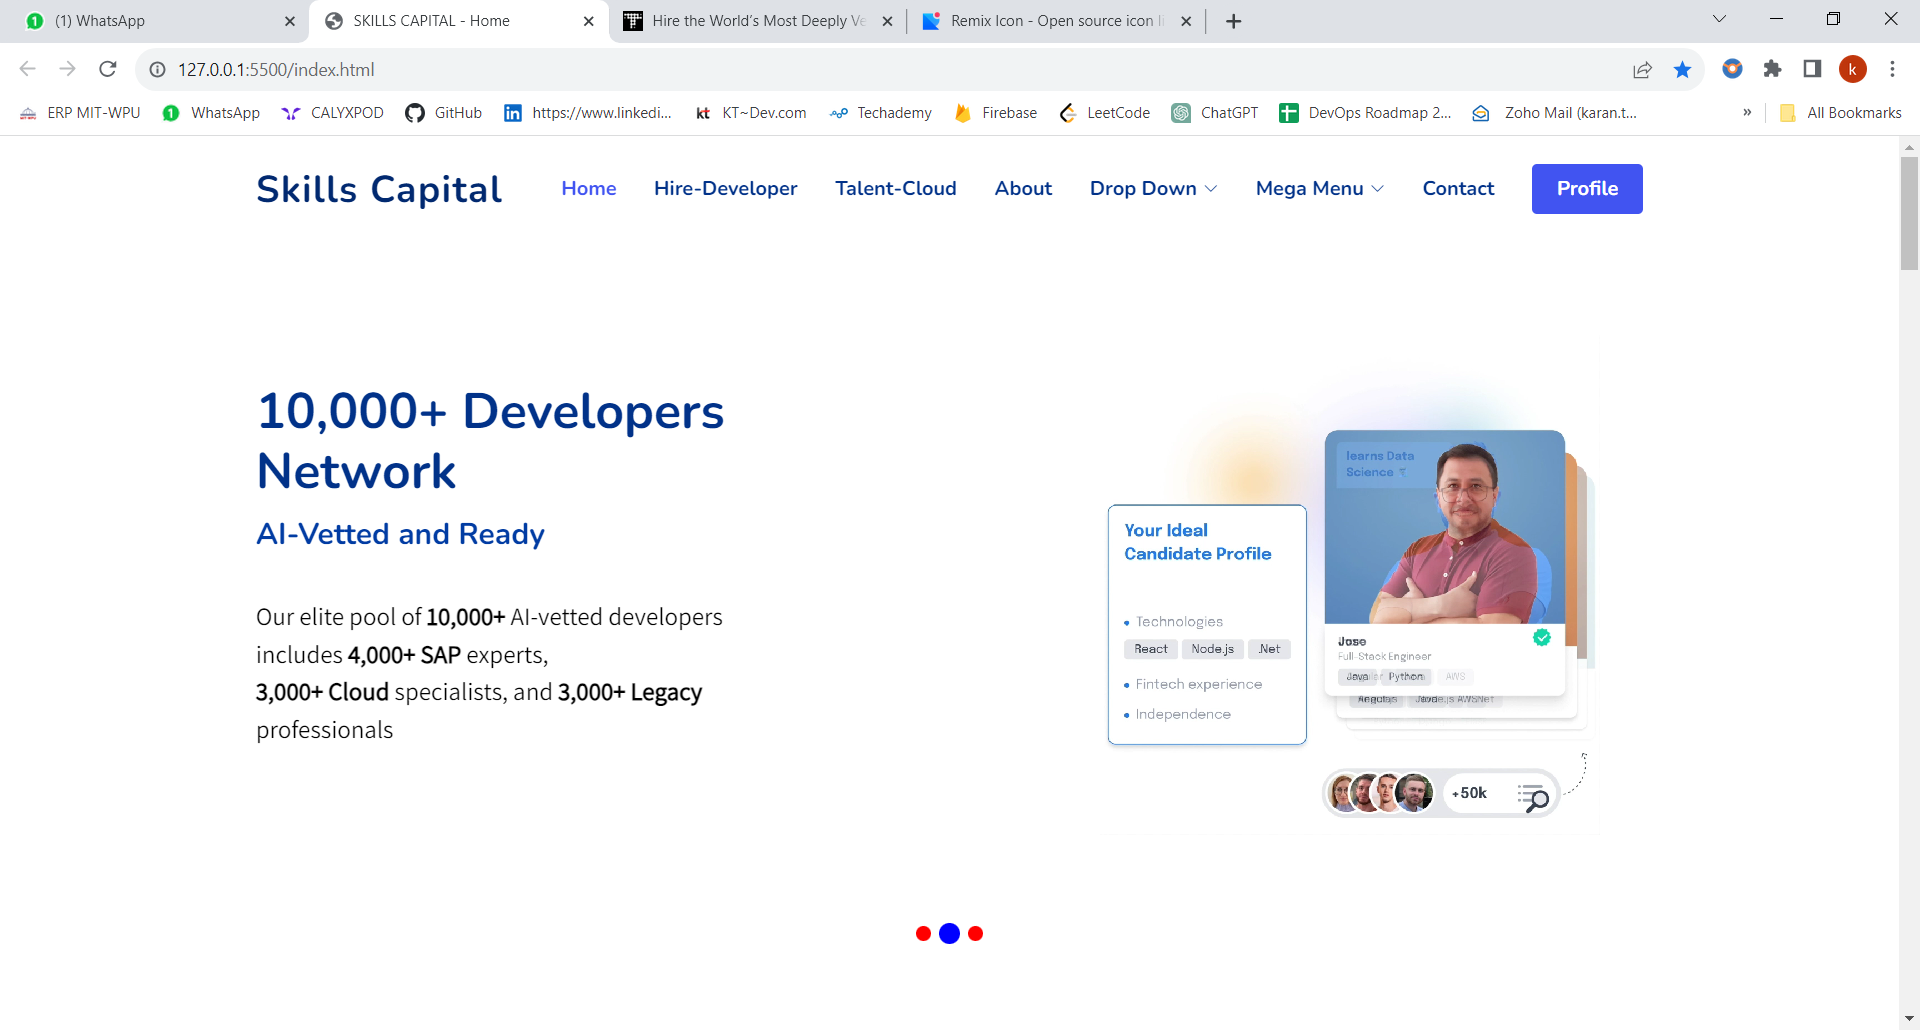 (1) WhatsApp
SKILLS CAPITAL - Home
Hire the World's Most Deeply Ve
Remix Icon - Open source icon li
127.0.0.1:5500/index.html
k
ERP MIT-WPU
WhatsApp
CALYXPOD
GitHub
https://www.linkedi...
KT~Dev.com
Techademy
Firebase
LeetCode
ChatGPT
DevOps Roadmap 2...
Zoho Mail (karan.t...
»
All Bookmarks
Skills Capital
Home
Hire-Developer
Talent-Cloud
About
Drop Down
Mega Menu
Contact
Profile
10,000+ Developers
Network
AI-Vetted and Ready
Our elite pool of 10,000+ AI-vetted developers
includes 4,000+ SAP experts,
3,000+ Cloud specialists, and 3,000+ Legacy
professionals
Your Ideal
Candidate Profile
• Technologies
React Node.js .Net
• Fintech experience
• Independence
learns Data
Science
Jose
Full-Stack Engineer
Java Python AWS
+50k